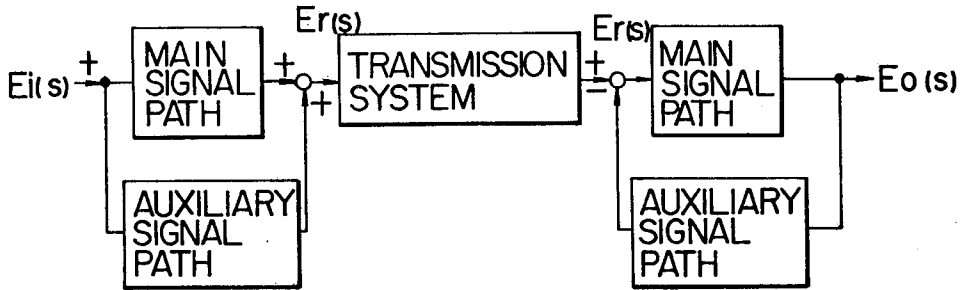 Ei(s)
+
MAIN
SIGNAL
PATH
+
+
Er(s)
TRANSMISSION
SYSTEM
+
−
Er(s)
MAIN
SIGNAL
PATH
Eo(s)
AUXILIARY
SIGNAL
PATH
AUXILIARY
SIGNAL
PATH